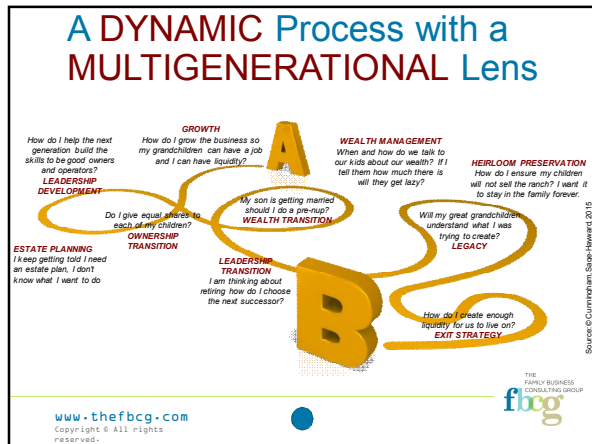 A DYNAMIC Process with a
MULTIGENERATIONAL Lens
GROWTH
How do I grow the business so
my grandchildren can have a job
and I can have liquidity?
How do I help the next
generation build the
skills to be good owners
and operators?
LEADERSHIP
DEVELOPMENT
A
WEALTH MANAGEMENT
When and how do we talk to
our kids about our wealth? If I
tell them how much there is
will they get lazy?
HEIRLOOM PRESERVATION
How do I ensure my children
will not sell the ranch? I want it
to stay in the family forever.
Do I give equal shares to
each of my children?
OWNERSHIP
TRANSITION
My son is getting married
should I do a pre-nup?
WEALTH TRANSITION
Will my great grandchildren
understand what I was
trying to create?
LEGACY
ESTATE PLANNING
I keep getting told I need
an estate plan, I don't
know what I want to do
LEADERSHIP
TRANSITION
I am thinking about
retiring how do I choose
the next successor?
B
How do I create enough
liquidity for us to live on?
EXIT STRATEGY
Source: © Cunningham, Sage-Hayward 2015
www.thefbcg.com
Copyright © All rights
reserved.
THE
FAMILY BUSINESS
CONSULTING GROUP
fbcg